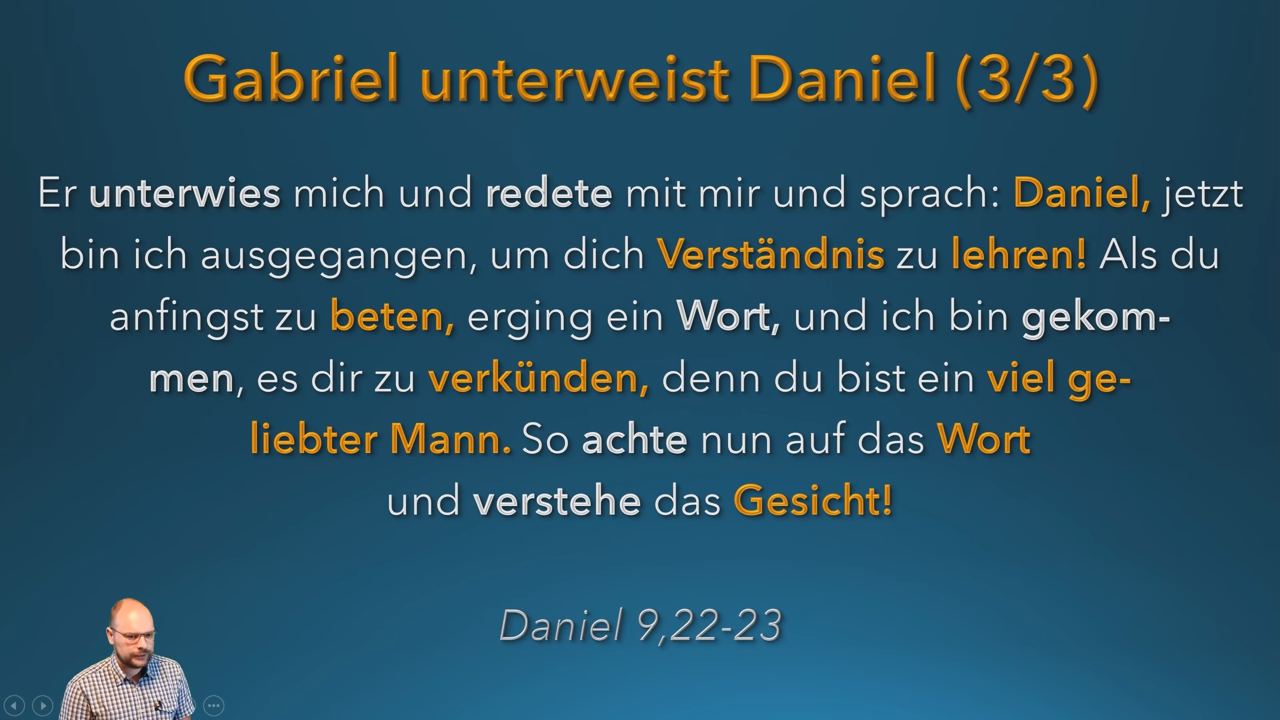 Gabriel unterweist Daniel (3/3)
Er unterwies mich und redete mit mir und sprach: Daniel, jetzt
bin ich ausgegangen, um dich Verständnis zu lehren! Als du
anfingst zu beten, erging ein Wort, und ich bin gekom-
men, es dir zu verkünden, denn du bist ein viel ge-
liebter Mann. So achte nun auf das Wort
und verstehe das Gesicht!
Daniel 9,22-23